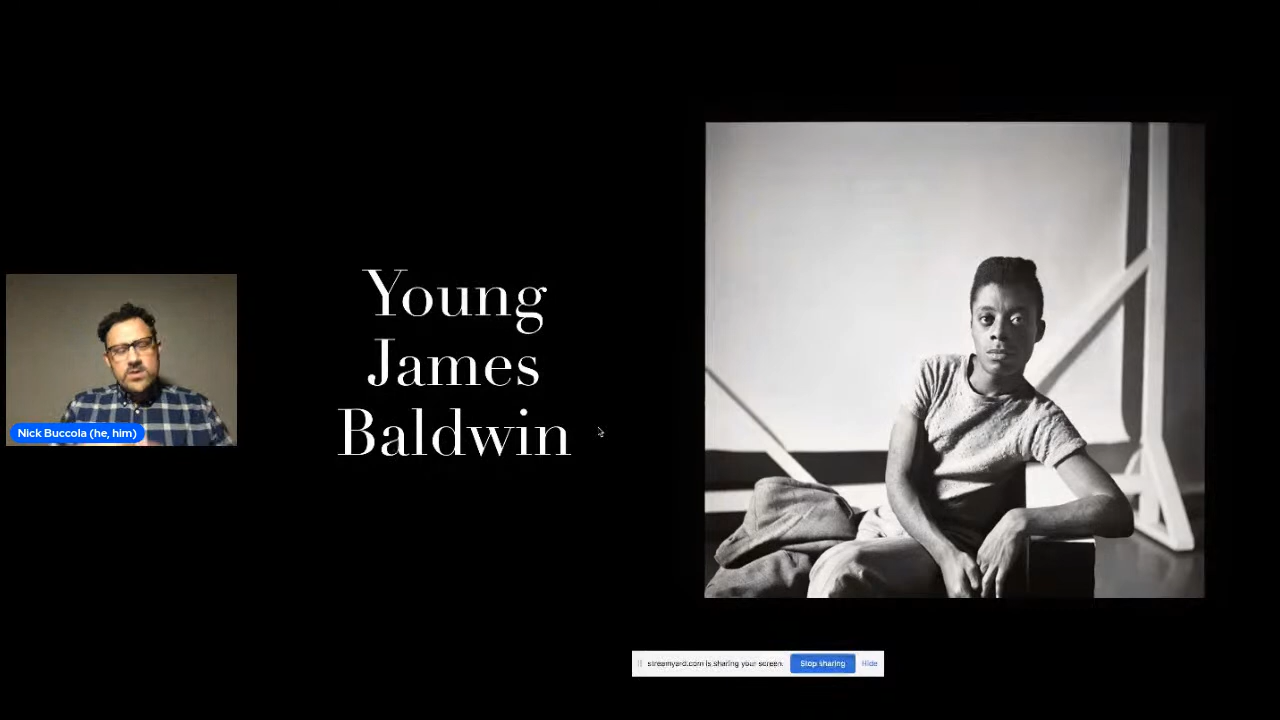 Young
James
Baldwin
Nick Buccola (he, him)
streamyard.com is sharing your screen.
Stop sharing
Hide